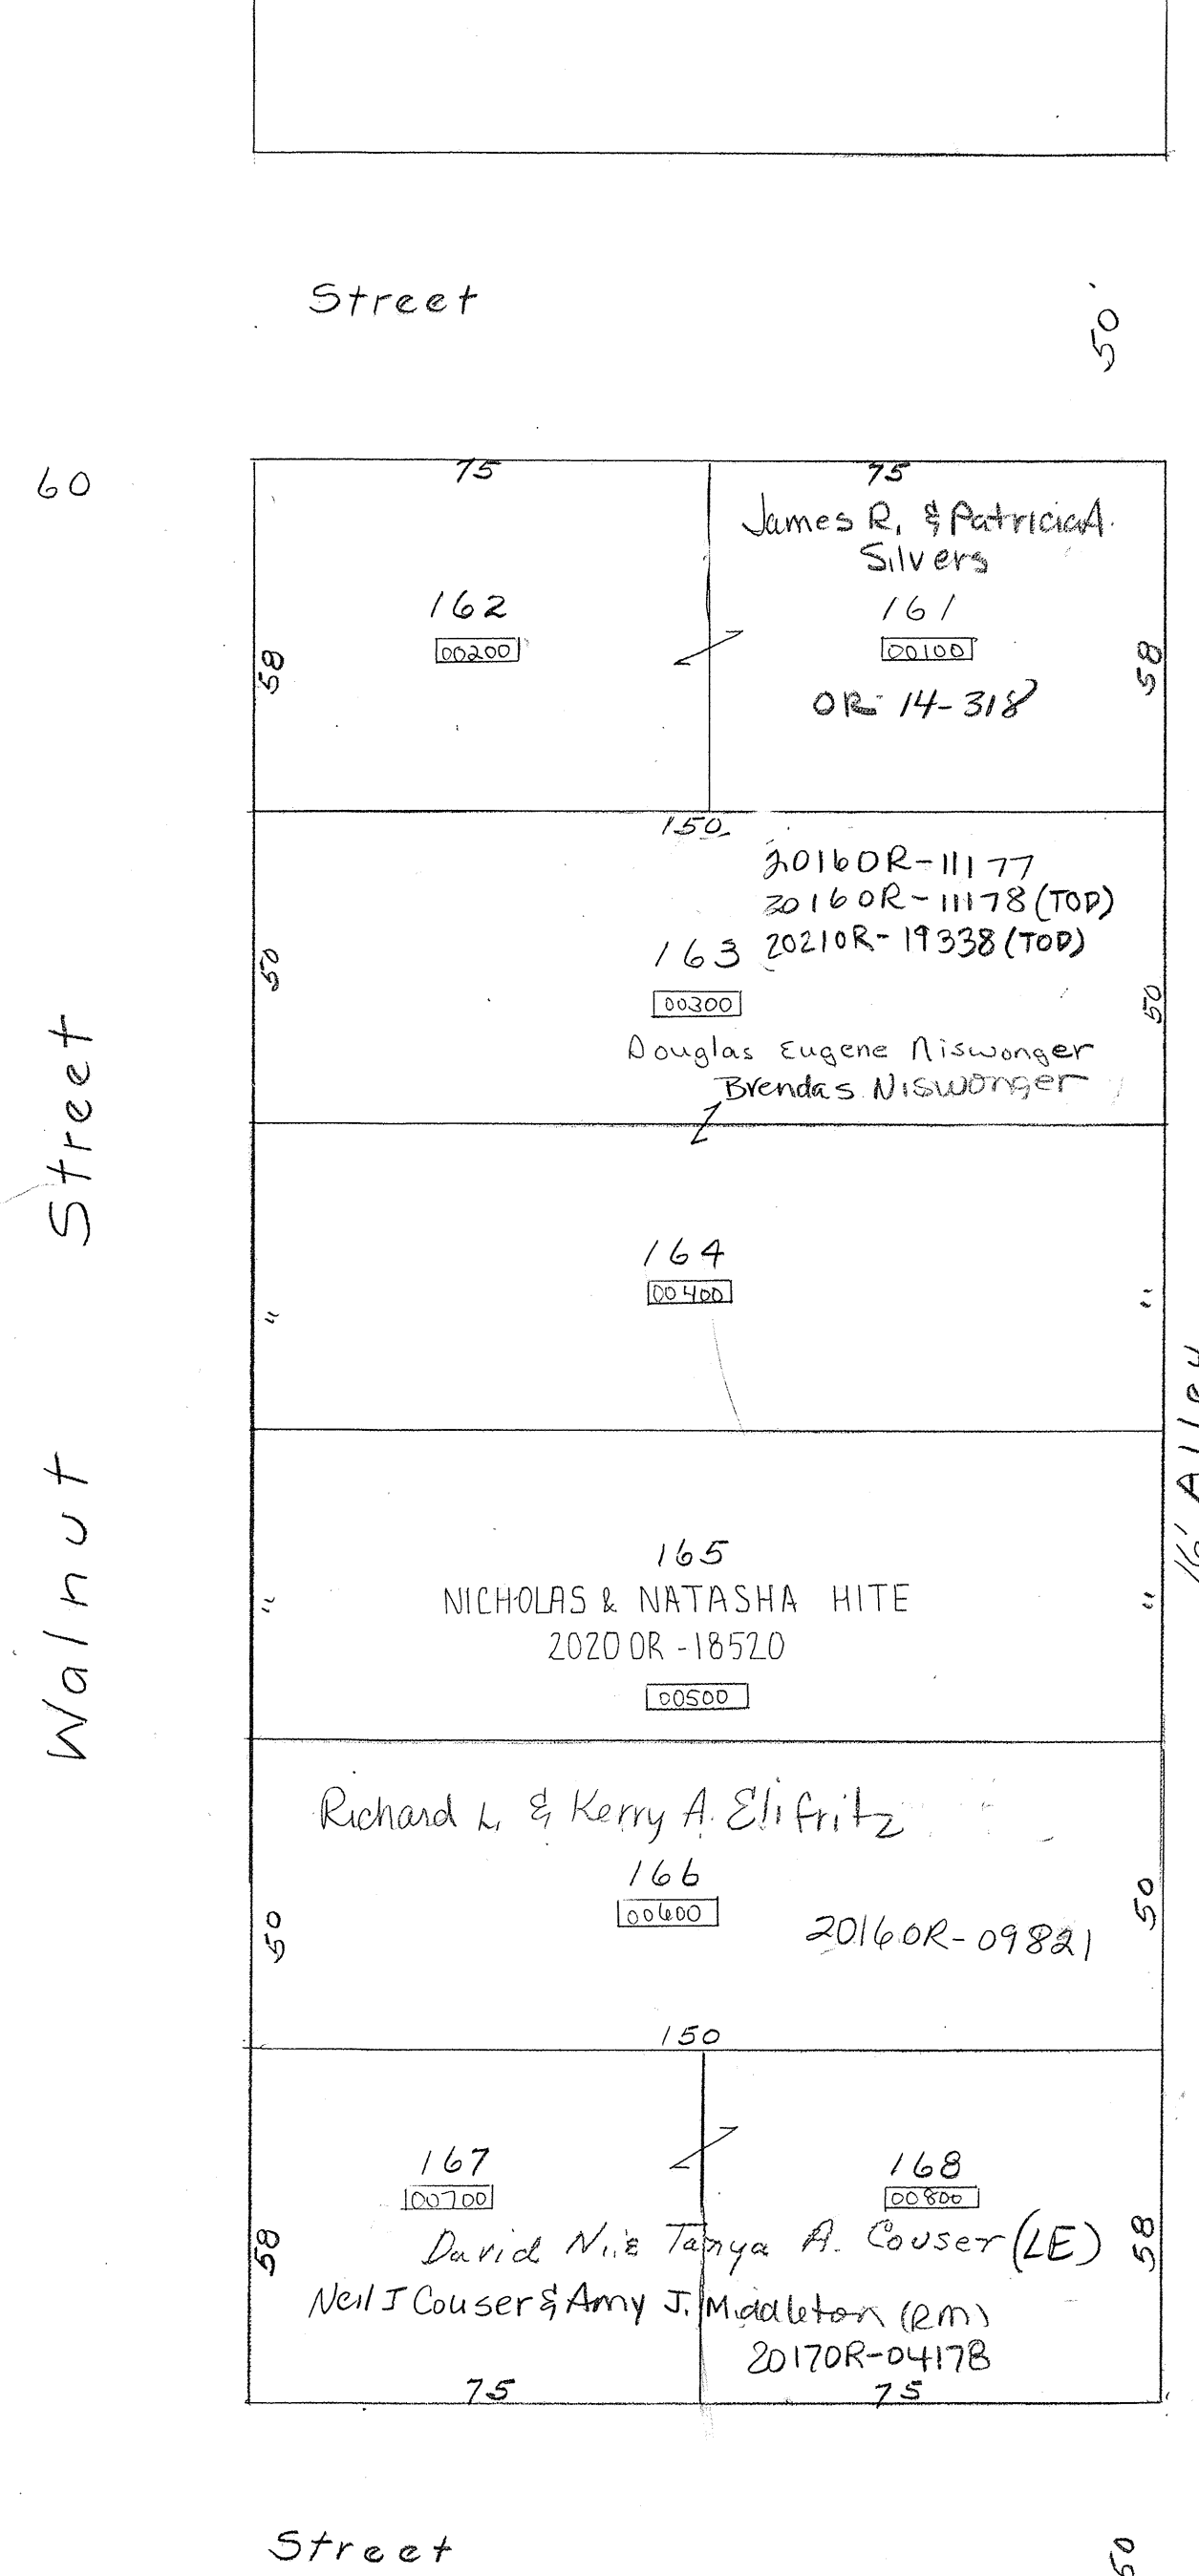 Street
50'
60
75
75
James R. & Patricia A.
Silvers
162
161
00200
00100
58
58
OR 14-318
150
2016OR-11177
2016OR-11178 (TOD)
2021OR-19338 (TOD)
163
50
50
00300
Douglas Eugene Niswonger
Brenda S. Niswonger
Walnut Street
164
00400
"
"
16' Alley
165
NICHOLAS & NATASHA HITE
"
"
2020 OR-18520
00500
Richard L. & Kerry A. Elifritz
166
00600
50
50
2016OR-09821
150
167
168
00700
00800
58
58
David N. & Tanya A. Couser (LE)
Neil J Couser & Amy J. Middleton (RM)
2017OR-04178
75
75
Street
50